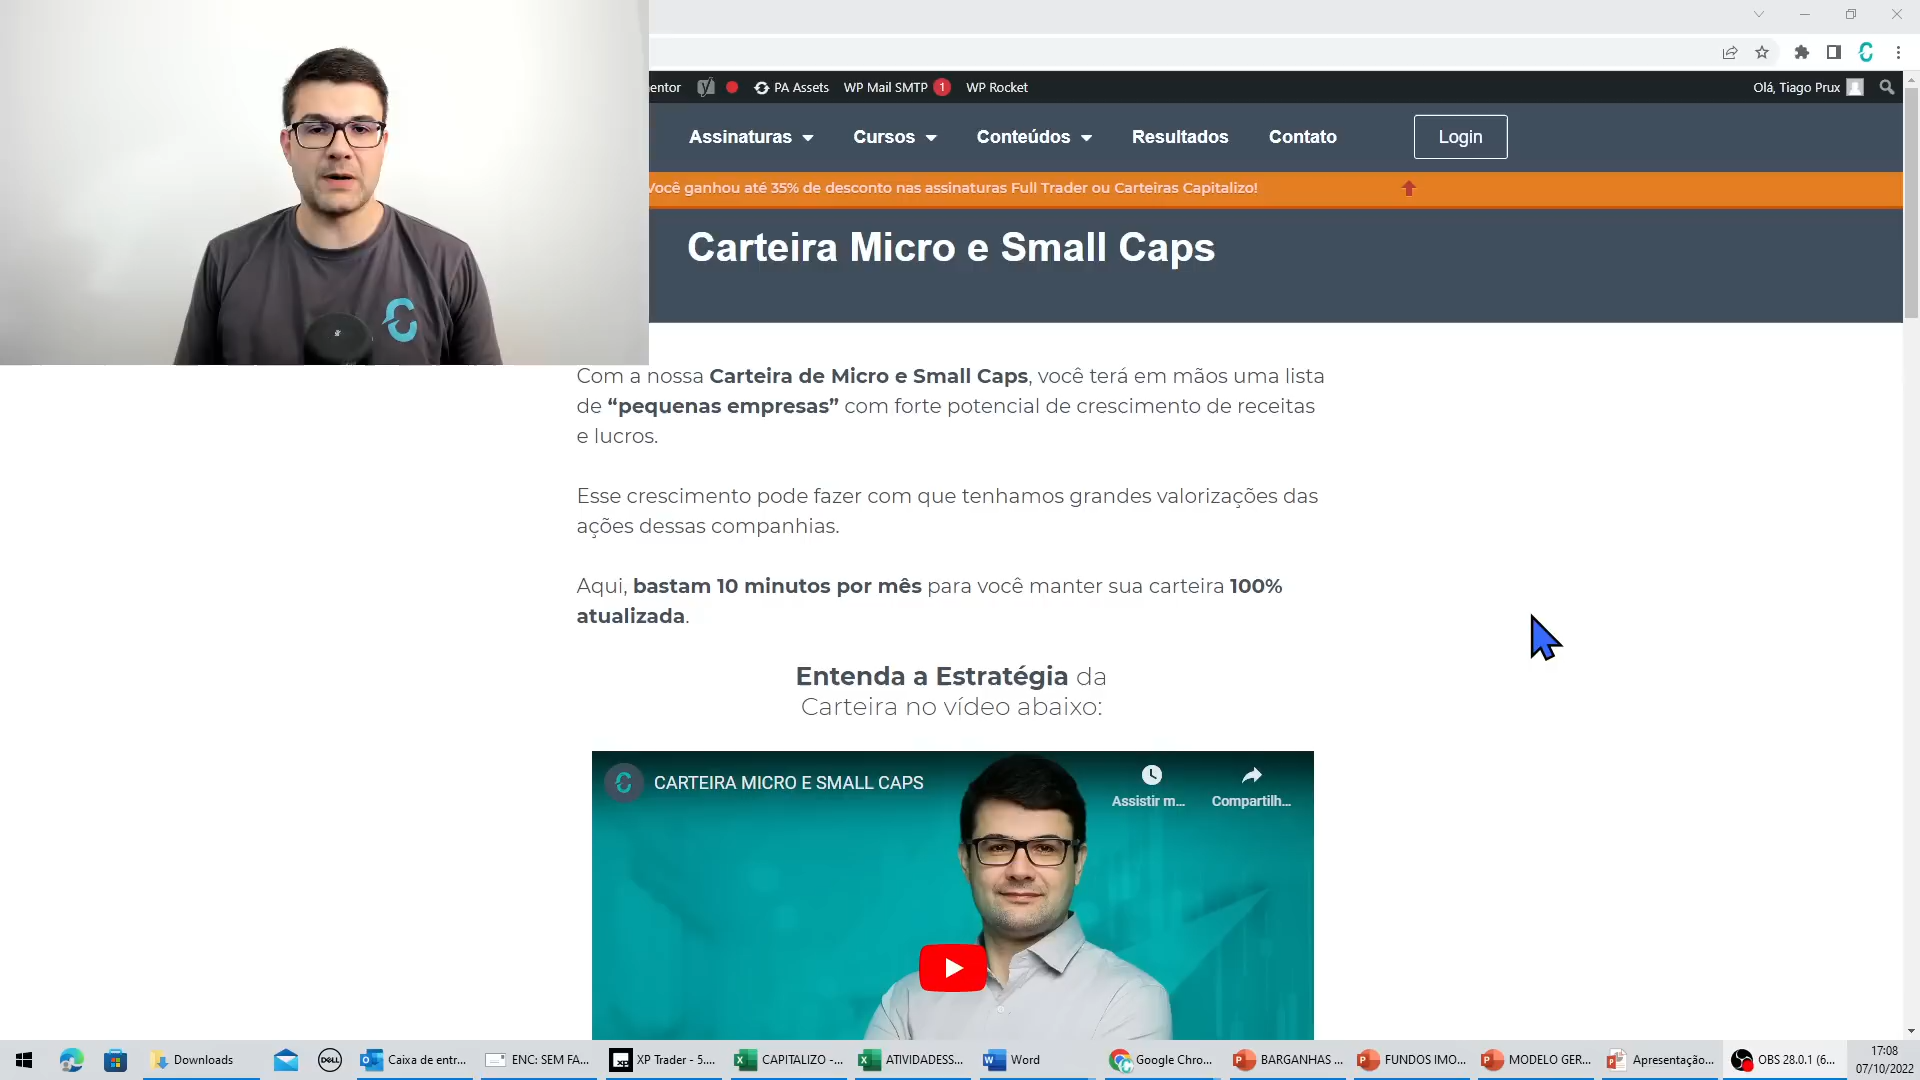 PA Assets
WP Mail SMTP 1
WP Rocket
Olá, Tiago Prux
Assinaturas
Cursos
Conteúdos
Resultados
Contato
Login
Você ganhou até 35% de desconto nas assinaturas Full Trader ou Carteiras Capitalizo!
Carteira Micro e Small Caps
Com a nossa Carteira de Micro e Small Caps, você terá em mãos uma lista
de “pequenas empresas” com forte potencial de crescimento de receitas
e lucros.
Esse crescimento pode fazer com que tenhamos grandes valorizações das
ações dessas companhias.
Aqui, bastam 10 minutos por mês para você manter sua carteira 100%
atualizada.
Entenda a Estratégia da
Carteira no vídeo abaixo:
CARTEIRA MICRO E SMALL CAPS
Assistir m...
Compartilh...
Downloads
DELL
Caixa de entr...
ENC: SEM FA...
XP Trader - 5....
CAPITALIZO -...
ATIVIDADESS...
Word
Google Chro...
BARGANHAS ...
FUNDOS IMO...
MODELO GER...
Apresentação...
OBS 28.0.1 (6...
17:08
07/10/2022